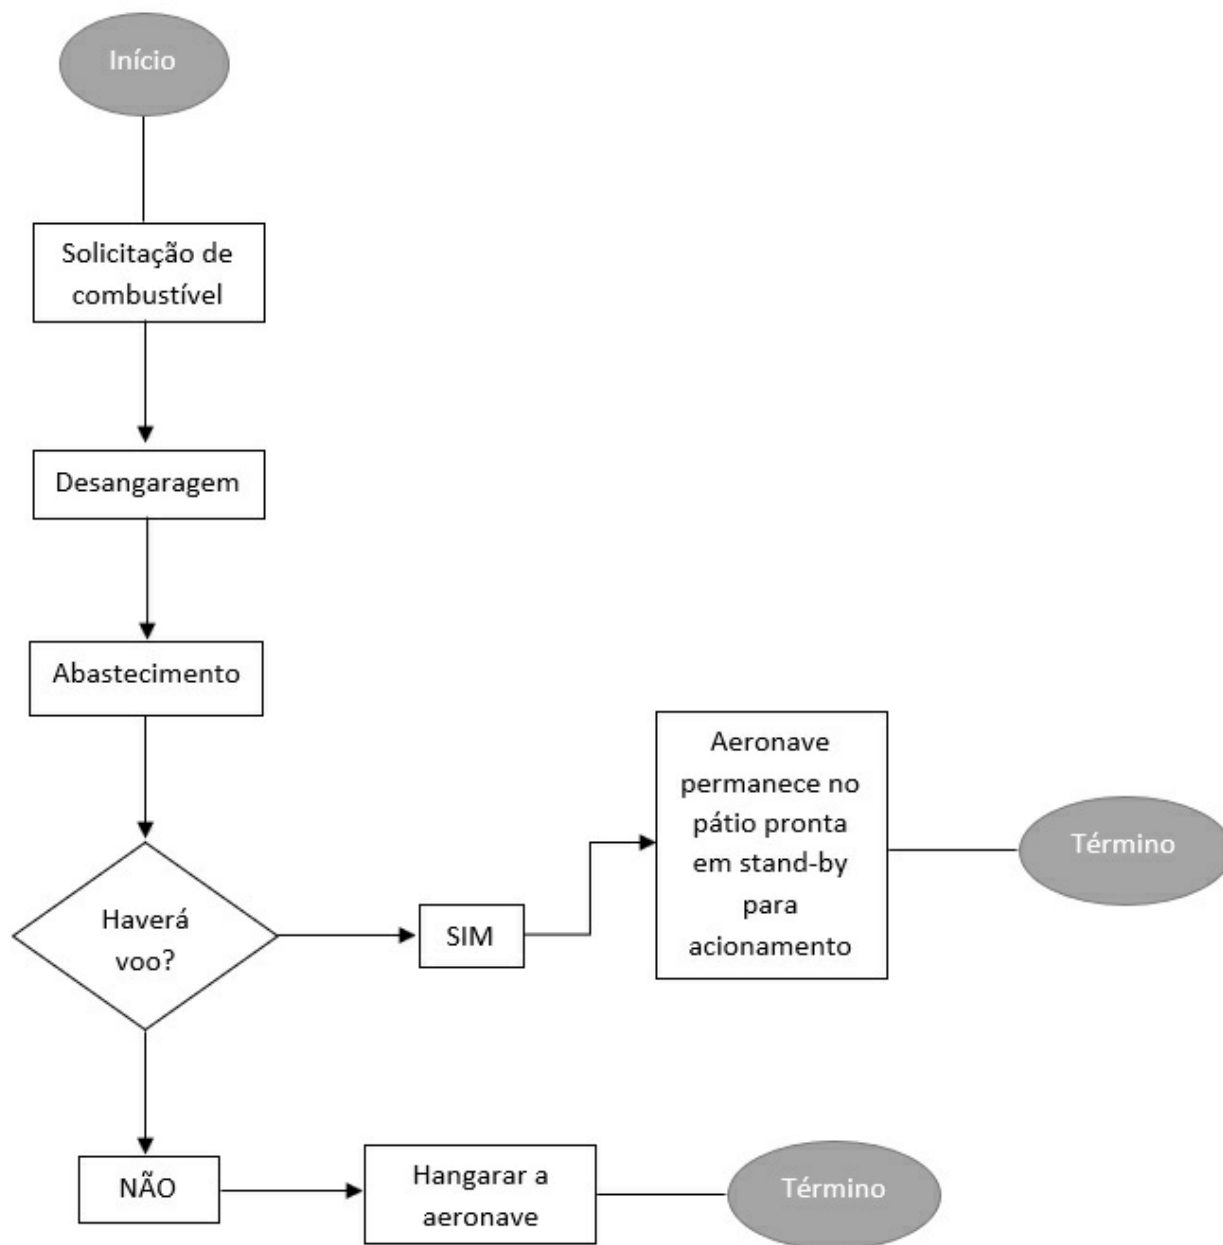 Início
Solicitação de
combustível
Desangaragem
Abastecimento
Haverá
voo?
SIM
Aeronave
permanece no
pátio pronta
em stand-by
para
acionamento
Término
NÃO
Hangarar a
aeronave
Término